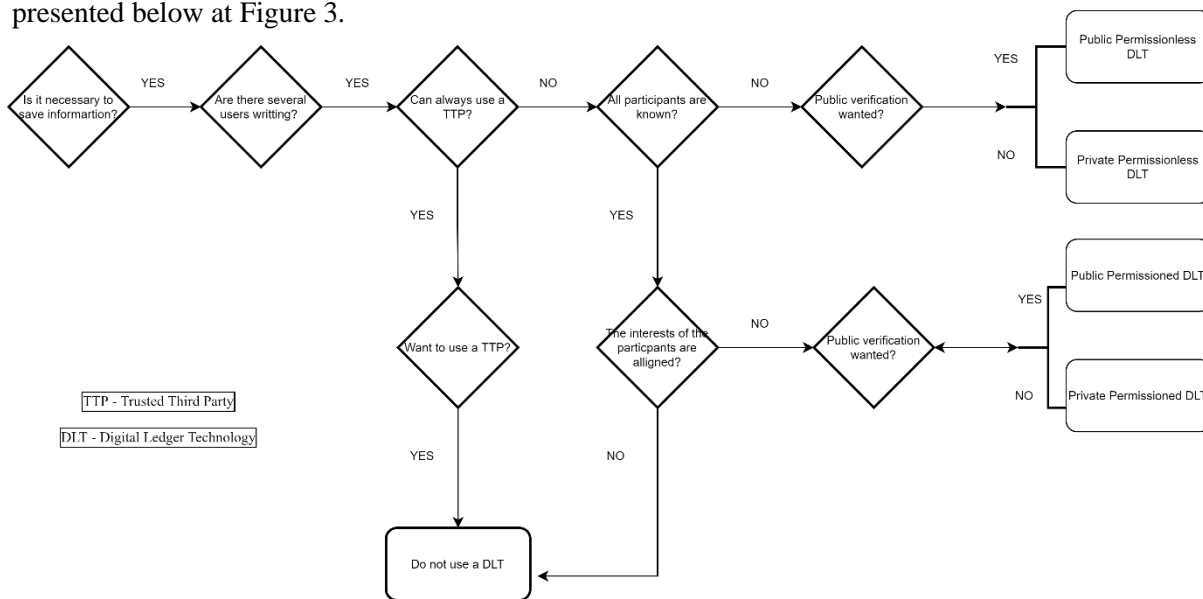 presented below at Figure 3.
Is it necessary to
save informartion?
YES
Are there several
users writting?
YES
Can always use a
TTP?
NO
All participants are
known?
NO
Public verification
wanted?
YES
Public Permissionless
DLT
NO
Private Permissionless
DLT
YES
YES
Want to use a TTP?
The interests of the
particpants are
alligned?
NO
Public verification
wanted?
YES
Public Permissioned DLT
NO
Private Permissioned DLT
TTP - Trusted Third Party
DLT - Digital Ledger Technology
YES
NO
Do not use a DLT